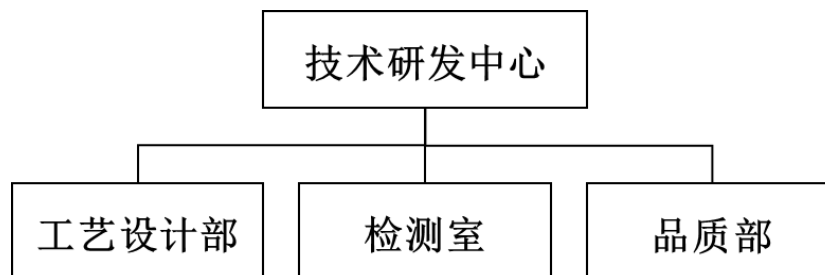 技术研发中心
工艺设计部
检测室
品质部